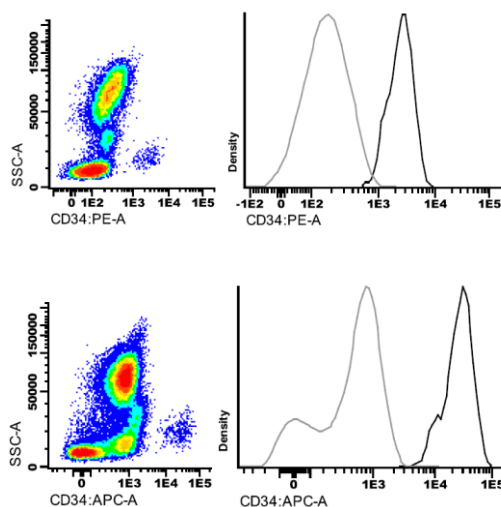 SSC-A
150000
50000
0
0 1E2 1E3 1E4 1E5
CD34:PE-A
Density
-1E2 0 1E2 1E3 1E4 1E5
CD34:PE-A
SSC-A
150000
50000
0
0 1E3 1E4 1E5
CD34:APC-A
Density
0 1E3 1E4 1E5
CD34:APC-A